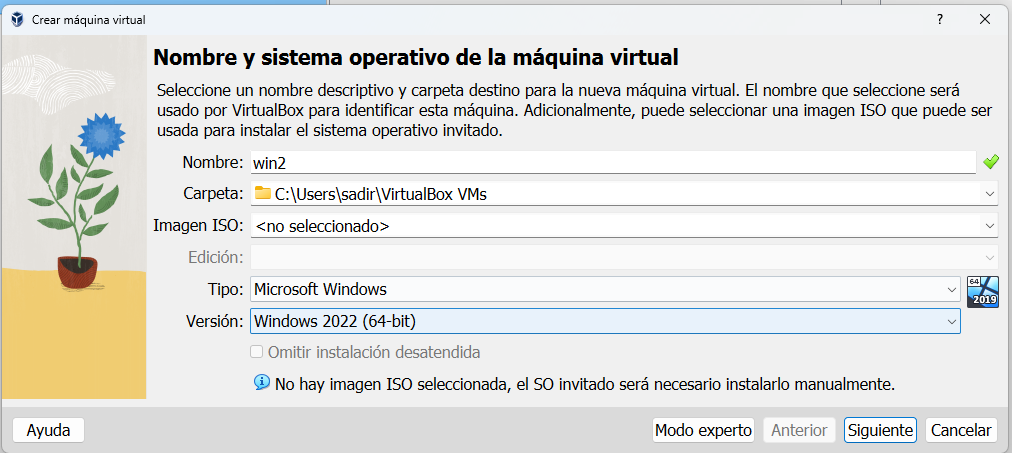 Crear máquina virtual
?
Nombre y sistema operativo de la máquina virtual
Seleccione un nombre descriptivo y carpeta destino para la nueva máquina virtual. El nombre que seleccione será
usado por VirtualBox para identificar esta máquina. Adicionalmente, puede seleccionar una imagen ISO que puede ser
usada para instalar el sistema operativo invitado.
Nombre: win2
Carpeta: C:\Users\sadir\VirtualBox VMs
Imagen ISO: <no seleccionado>
Edición:
Tipo: Microsoft Windows
64
2019
Versión: Windows 2022 (64-bit)
Omitir instalación desatendida
No hay imagen ISO seleccionada, el SO invitado será necesario instalarlo manualmente.
Ayuda Modo experto Anterior Siguiente Cancelar